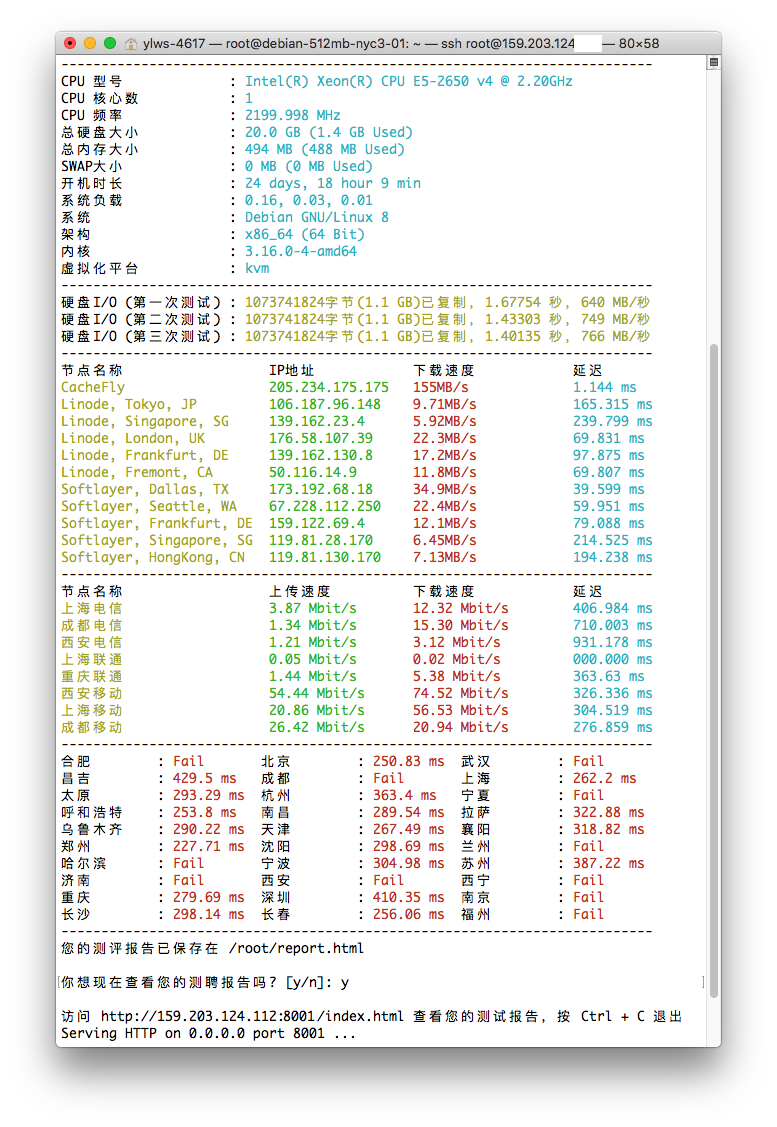 ylws-4617 — root@debian-512mb-nyc3-01: ~ — ssh root@159.203.124 — 80×58
-------------------------------------------------------------------------
CPU 型号 : Intel(R) Xeon(R) CPU E5-2650 v4 @ 2.20GHz
CPU 核心数 : 1
CPU 频率 : 2199.998 MHz
总硬盘大小 : 20.0 GB (1.4 GB Used)
总内存大小 : 494 MB (488 MB Used)
SWAP大小 : 0 MB (0 MB Used)
开机时长 : 24 days, 18 hour 9 min
系统负载 : 0.16, 0.03, 0.01
系统 : Debian GNU/Linux 8
架构 : x86_64 (64 Bit)
内核 : 3.16.0-4-amd64
虚拟化平台 : kvm
-------------------------------------------------------------------------
硬盘I/O (第一次测试) : 1073741824字节(1.1 GB)已复制, 1.67754 秒, 640 MB/秒
硬盘I/O (第二次测试) : 1073741824字节(1.1 GB)已复制, 1.43303 秒, 749 MB/秒
硬盘I/O (第三次测试) : 1073741824字节(1.1 GB)已复制, 1.40135 秒, 766 MB/秒
-------------------------------------------------------------------------
节点名称 IP地址 下载速度 延迟
CacheFly 205.234.175.175 155MB/s 1.144 ms
Linode, Tokyo, JP 106.187.96.148 9.71MB/s 165.315 ms
Linode, Singapore, SG 139.162.23.4 5.92MB/s 239.799 ms
Linode, London, UK 176.58.107.39 22.3MB/s 69.831 ms
Linode, Frankfurt, DE 139.162.130.8 17.2MB/s 97.875 ms
Linode, Fremont, CA 50.116.14.9 11.8MB/s 69.807 ms
Softlayer, Dallas, TX 173.192.68.18 34.9MB/s 39.599 ms
Softlayer, Seattle, WA 67.228.112.250 22.4MB/s 59.951 ms
Softlayer, Frankfurt, DE 159.122.69.4 12.1MB/s 79.088 ms
Softlayer, Singapore, SG 119.81.28.170 6.45MB/s 214.525 ms
Softlayer, HongKong, CN 119.81.130.170 7.13MB/s 194.238 ms
-------------------------------------------------------------------------
节点名称 上传速度 下载速度 延迟
上海电信 3.87 Mbit/s 12.32 Mbit/s 406.984 ms
成都电信 1.34 Mbit/s 15.30 Mbit/s 710.003 ms
西安电信 1.21 Mbit/s 3.12 Mbit/s 931.178 ms
上海联通 0.05 Mbit/s 0.02 Mbit/s 000.000 ms
重庆联通 1.44 Mbit/s 5.38 Mbit/s 363.63 ms
西安移动 54.44 Mbit/s 74.52 Mbit/s 326.336 ms
上海移动 20.86 Mbit/s 56.53 Mbit/s 304.519 ms
成都移动 26.42 Mbit/s 20.94 Mbit/s 276.859 ms
-------------------------------------------------------------------------
合肥 : Fail 北京 : 250.83 ms 武汉 : Fail
昌吉 : 429.5 ms 成都 : Fail 上海 : 262.2 ms
太原 : 293.29 ms 杭州 : 363.4 ms 宁夏 : Fail
呼和浩特 : 253.8 ms 南昌 : 289.54 ms 拉萨 : 322.88 ms
乌鲁木齐 : 290.22 ms 天津 : 267.49 ms 襄阳 : 318.82 ms
郑州 : 227.71 ms 沈阳 : 298.69 ms 兰州 : Fail
哈尔滨 : Fail 宁波 : 304.98 ms 苏州 : 387.22 ms
济南 : Fail 西安 : Fail 西宁 : Fail
重庆 : 279.69 ms 深圳 : 410.35 ms 南京 : Fail
长沙 : 298.14 ms 长春 : 256.06 ms 福州 : Fail
-------------------------------------------------------------------------
您的测评报告已保存在 /root/report.html
[你想现在查看您的测聘报告吗? [y/n]: y ]
访问 http://159.203.124.112:8001/index.html 查看您的测试报告, 按 Ctrl + C 退出
Serving HTTP on 0.0.0.0 port 8001 ...